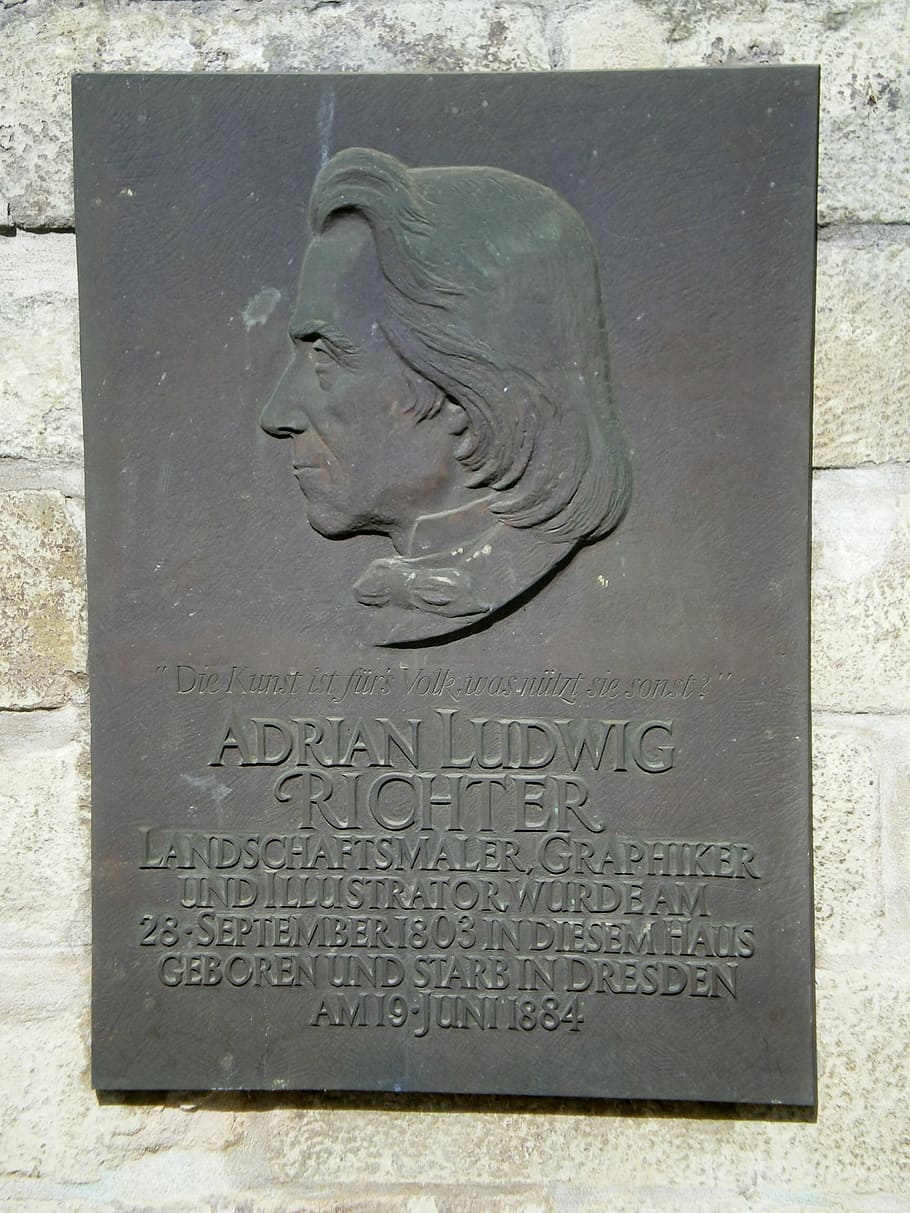 "Die Kunst ist für's Volk, was nützt sie sonst?"
ADRIAN LUDWIG
RICHTER
LANDSCHAFTSMALER, GRAPHIKER
UND ILLUSTRATOR, WURDE AM
28·SEPTEMBER 1803 IN DIESEM HAUS
GEBOREN UND STARB IN DRESDEN
AM 19·JUNI 1884